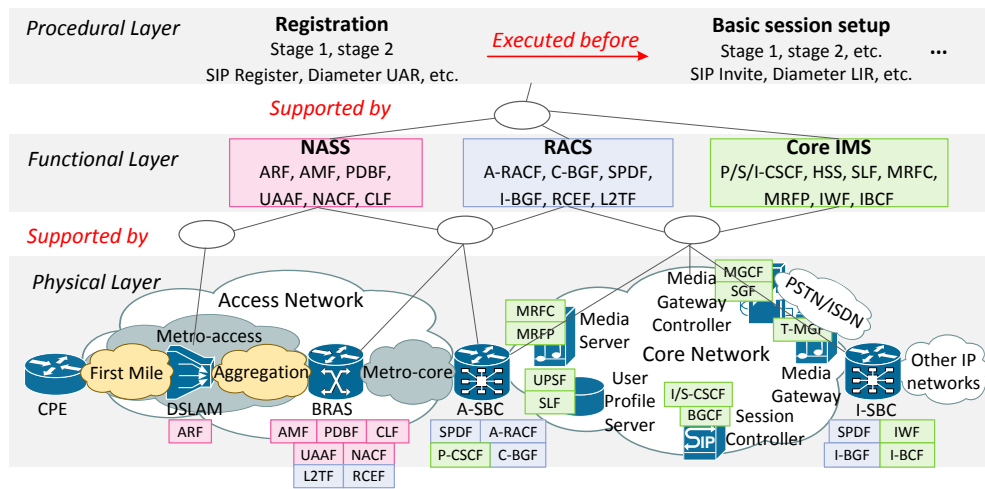 Procedural Layer
Registration
Stage 1, stage 2
SIP Register, Diameter UAR, etc.
Executed before
Basic session setup
Stage 1, stage 2, etc.
SIP Invite, Diameter LIR, etc.
...
Supported by
Functional Layer
NASS
ARF, AMF, PDBF,
UAAF, NACF, CLF
RACS
A-RACF, C-BGF, SPDF,
I-BGF, RCEF, L2TF
Core IMS
P/S/I-CSCF, HSS, SLF, MRFC,
MRFP, IWF, IBCF
Supported by
Physical Layer
Access Network
Metro-access
First Mile
Aggregation
Metro-core
CPE
DSLAM
BRAS
A-SBC
ARF
AMF
PDBF
CLF
UAAF
NACF
L2TF
RCEF
SPDF
A-RACF
P-CSCF
C-BGF
MRFC
MRFP
Media
Server
UPSF
SLF
User
Profile
Server
Media
Gateway
Controller
MGCF
SGF
PSTN/ISDN
T-MGF
Core Network
Media
Gateway
I/S-CSCF
BGCF
Session
Controller
SIP
I-SBC
Other IP
networks
SPDF
IWF
I-BGF
I-BCF